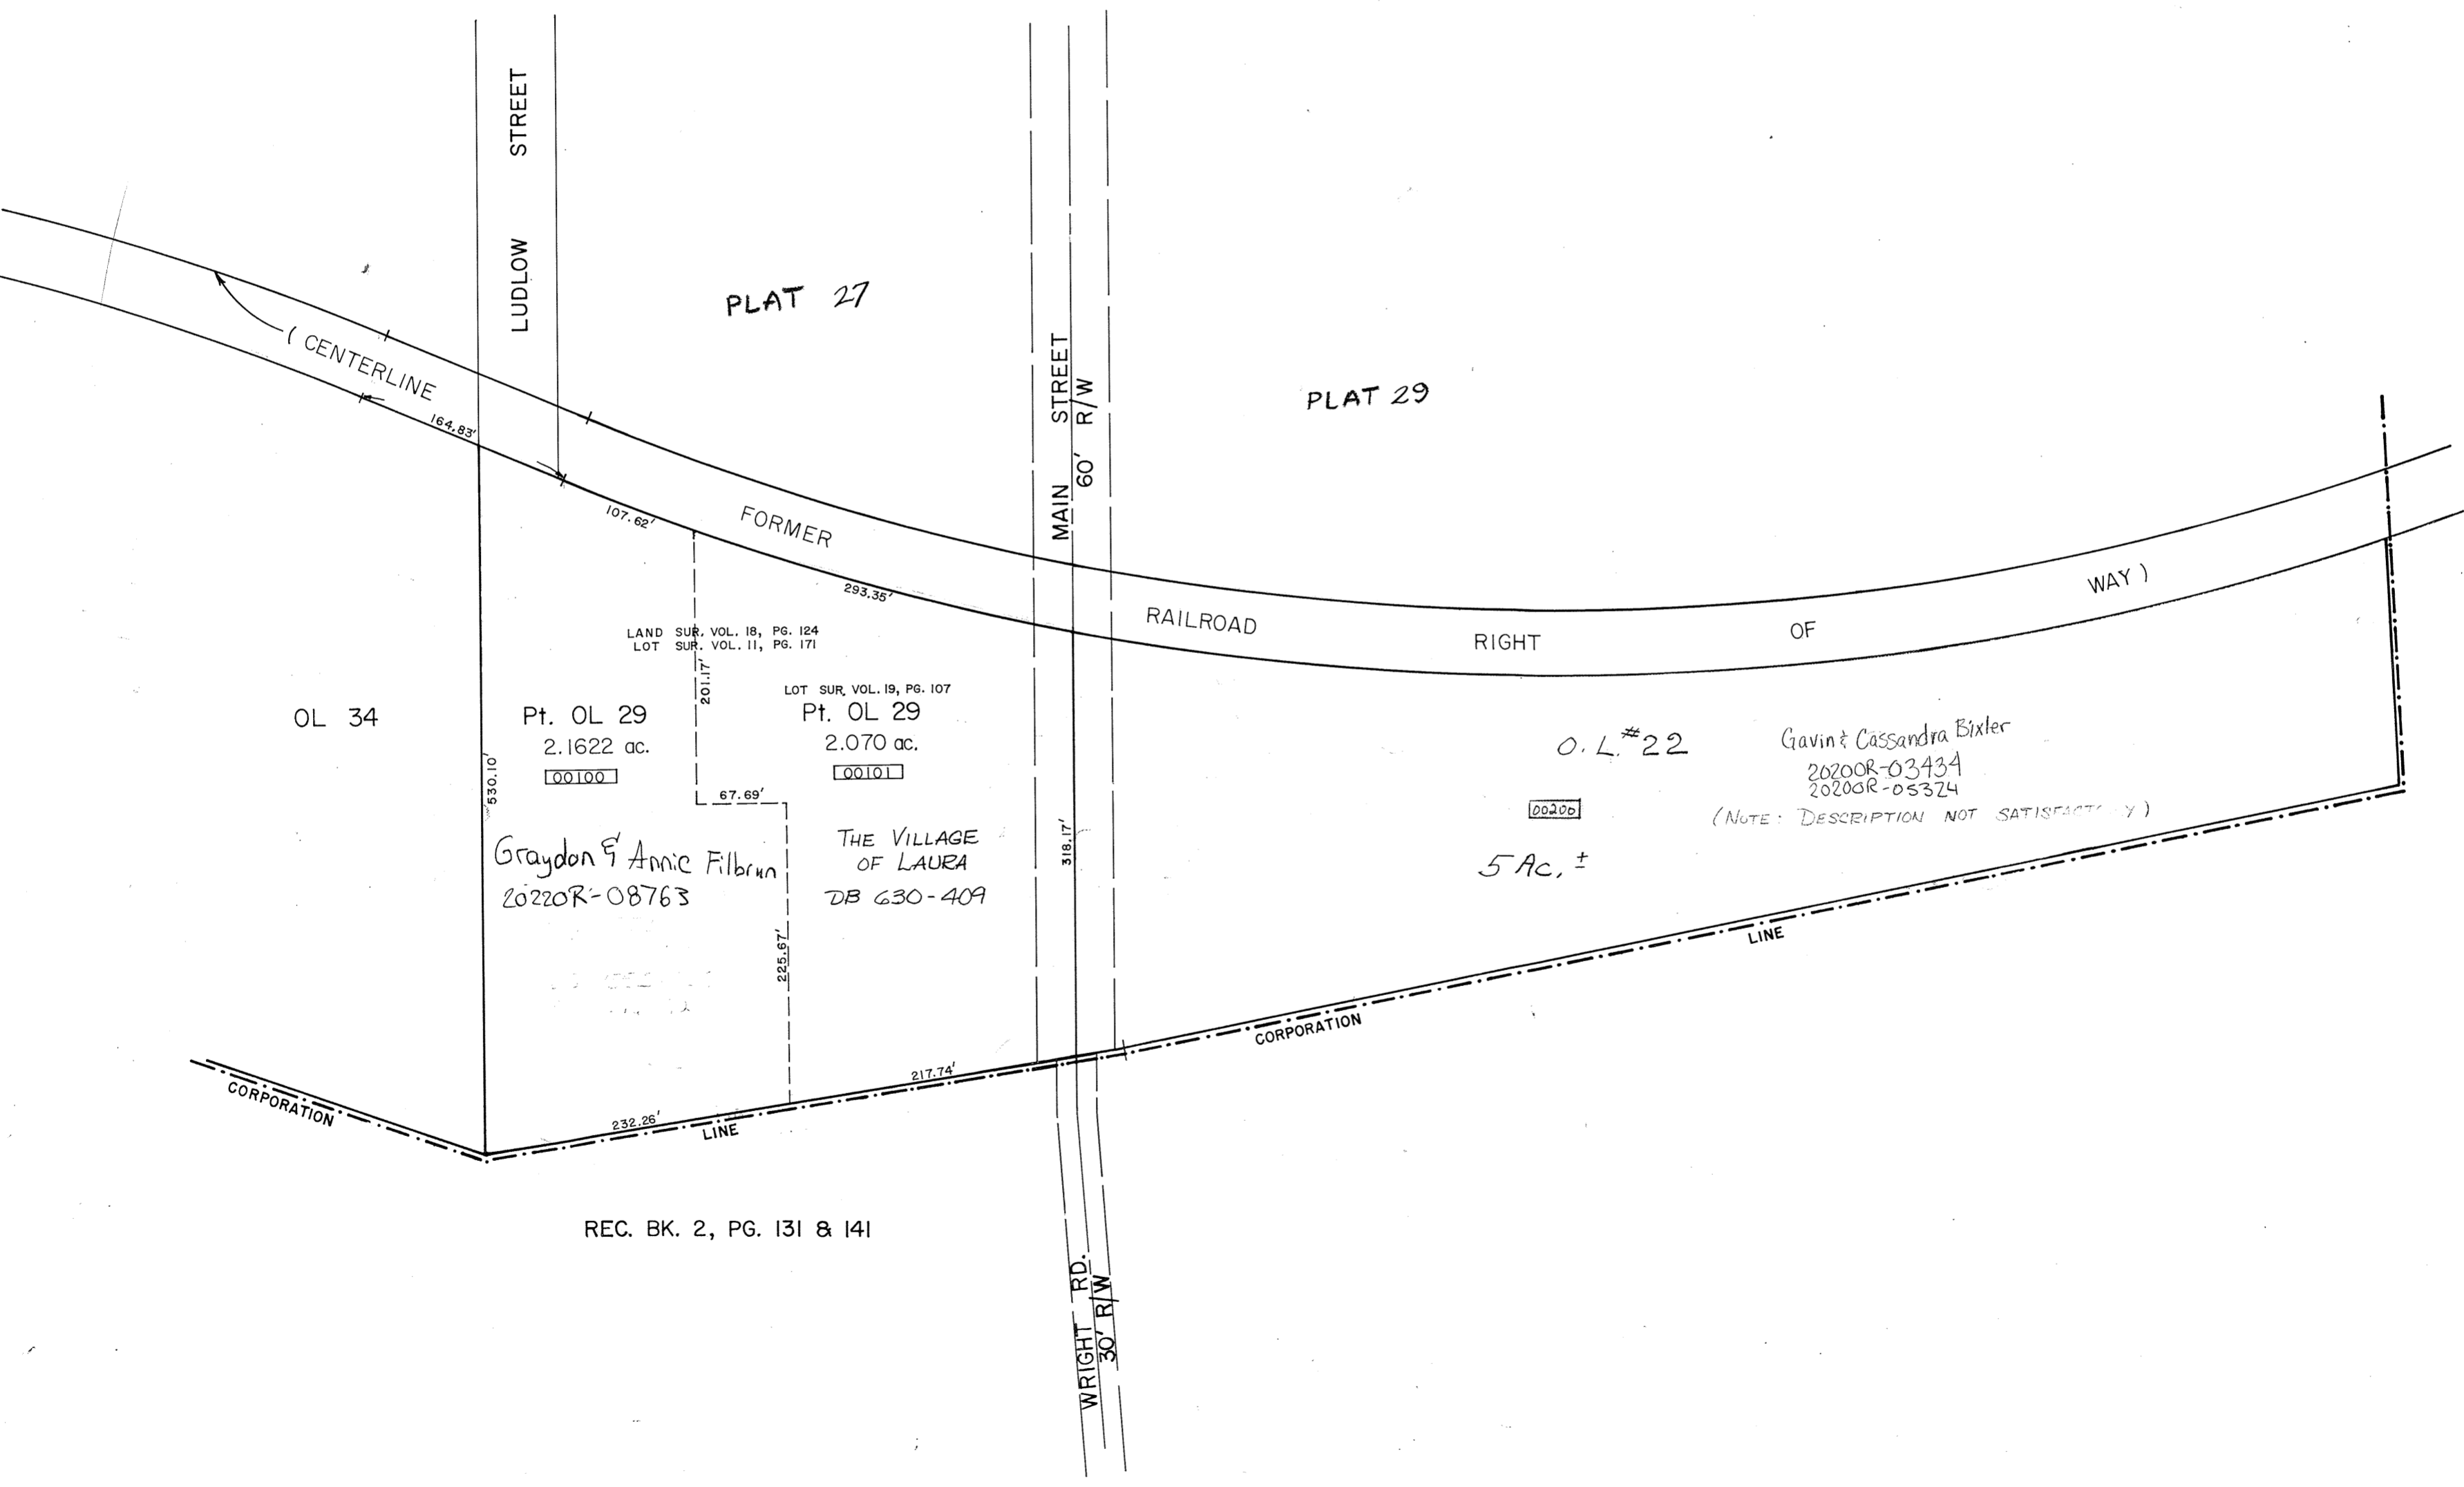 LUDLOW STREET
PLAT 27
MAIN STREET
60' R/W
PLAT 29
( CENTERLINE
FORMER
RAILROAD
RIGHT
OF
WAY )
164.83'
107.62'
293.35'
LAND SUR. VOL. 18, PG. 124
LOT SUR. VOL. 11, PG. 171
201.17'
LOT SUR. VOL. 19, PG. 107
OL 34
Pt. OL 29
2.1622 ac.
00100
Pt. OL 29
2.070 ac.
00101
530.10'
67.69'
Graydon & Annie Filbrun
2022OR-08763
THE VILLAGE
OF LAURA
DB 630-409
225.67'
318.17'
O. L. #22
00200
5 Ac. ±
Gavin & Cassandra Bixler
2020OR-03434
2020OR-05324
(NOTE: DESCRIPTION NOT SATISFACTORY)
CORPORATION
LINE
232.26'
217.74'
CORPORATION
LINE
REC. BK. 2, PG. 131 & 141
WRIGHT RD.
30' R/W